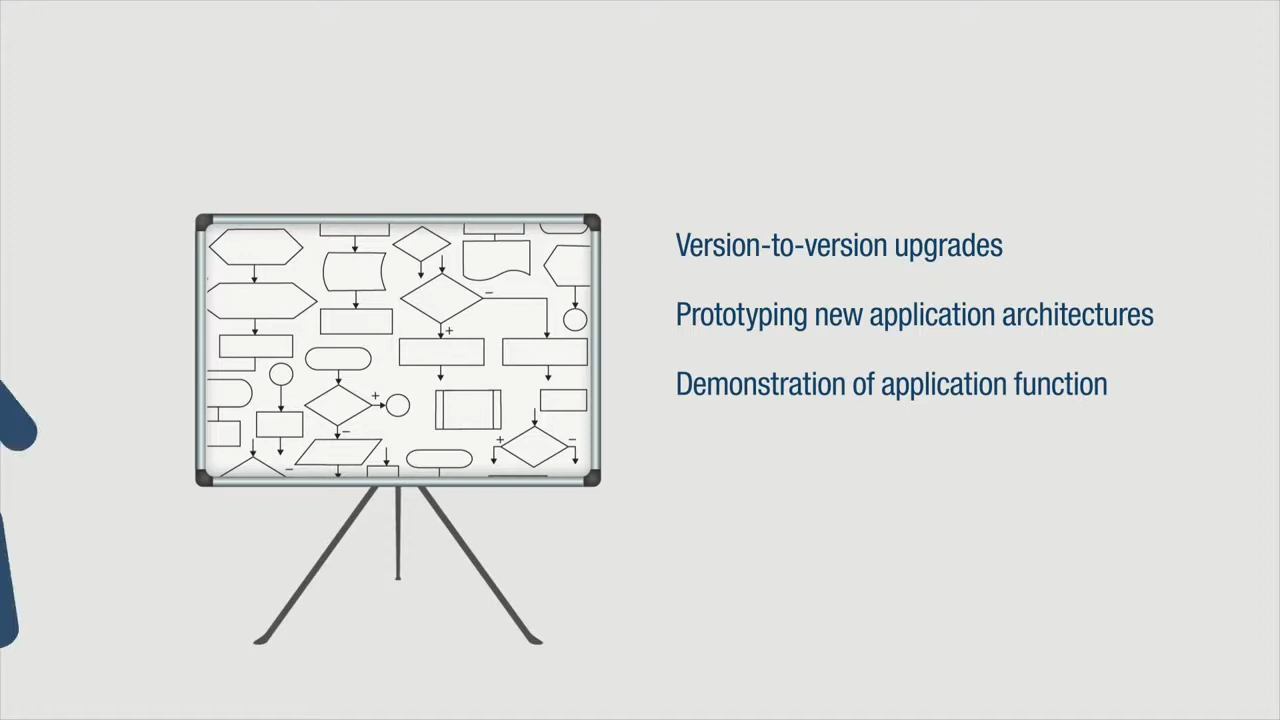 Version-to-version upgrades
Prototyping new application architectures
Demonstration of application function